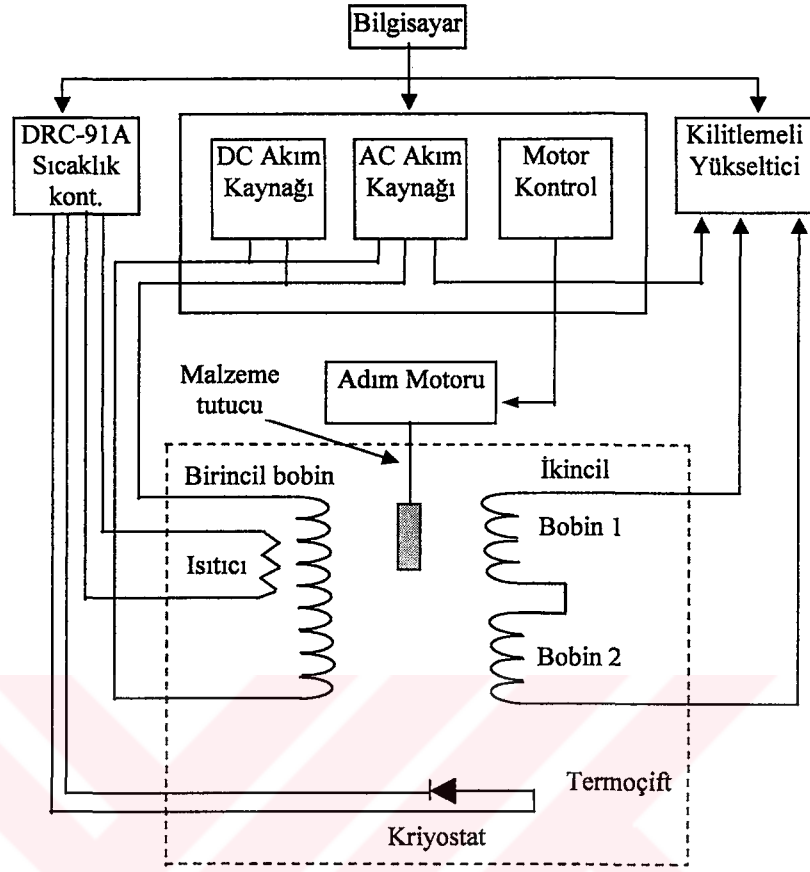 Bilgisayar
DRC-91A
Sıcaklık
kont.
DC Akım
Kaynağı
AC Akım
Kaynağı
Motor
Kontrol
Kilitlemeli
Yükseltici
Malzeme
tutucu
Adım Motoru
Birincil bobin
İkincil
Isıtıcı
Bobin 1
Bobin 2
Termoçift
Kriyostat